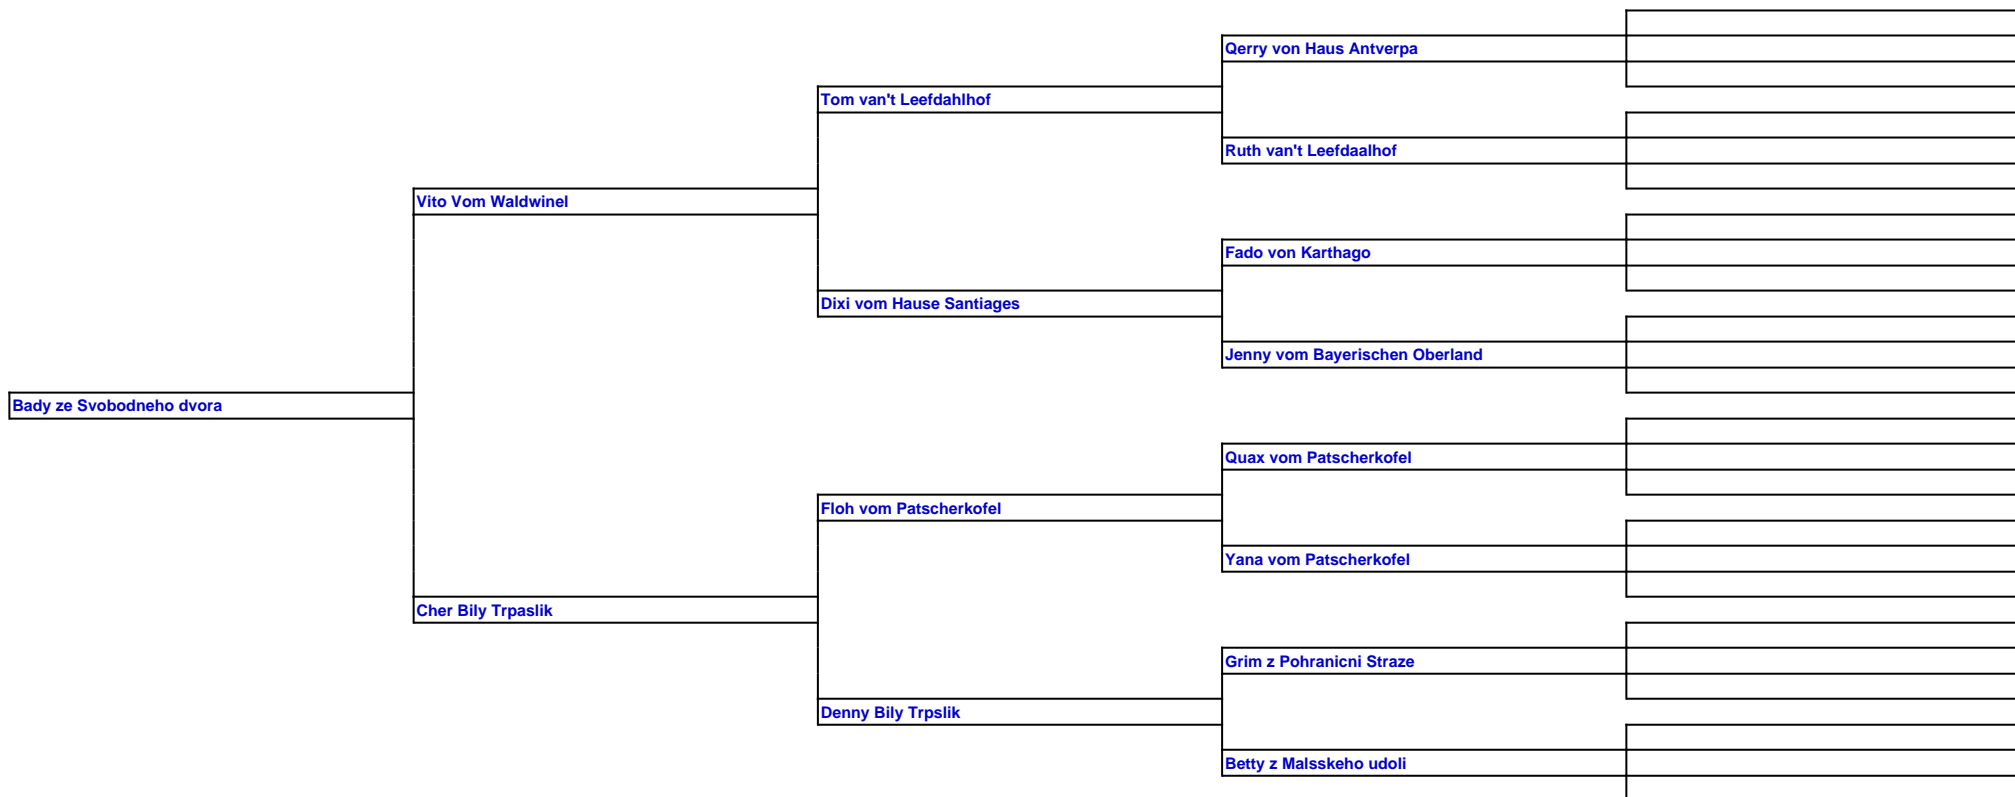 Qerry von Haus Antverpa
Tom van't Leefdahlhof
Ruth van't Leefdaalhof
Vito Vom Waldwinel
Fado von Karthago
Dixi vom Hause Santiages
Jenny vom Bayerischen Oberland
Bady ze Svobodneho dvora
Quax vom Patscherkofel
Floh vom Patscherkofel
Yana vom Patscherkofel
Cher Bily Trpaslik
Grim z Pohranicni Straze
Denny Bily Trpslik
Betty z Malsskeho udoli